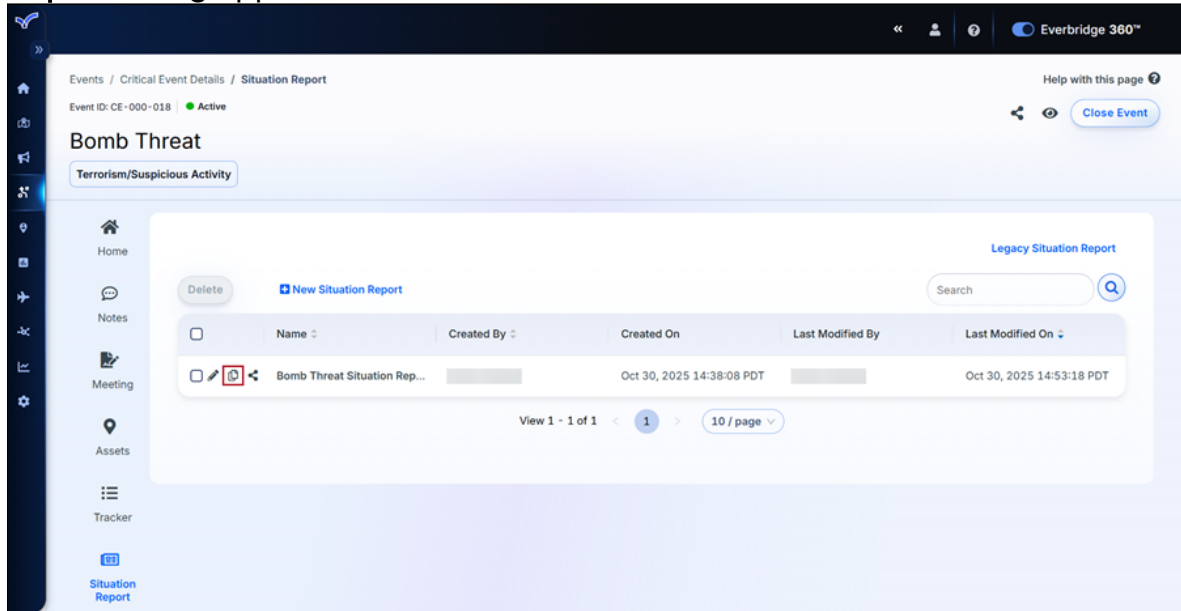 Everbridge 360™
Events / Critical Event Details / Situation Report
Help with this page
Event ID: CE-000-018 Active
Close Event
Bomb Threat
Terrorism/Suspicious Activity
Home
Legacy Situation Report
Delete
New Situation Report
Search
Notes
Name Created By Created On Last Modified By Last Modified On
Meeting
Bomb Threat Situation Rep... Oct 30, 2025 14:38:08 PDT Oct 30, 2025 14:53:18 PDT
View 1 - 1 of 1 < 1 > 10 / page
Assets
Tracker
Situation
Report